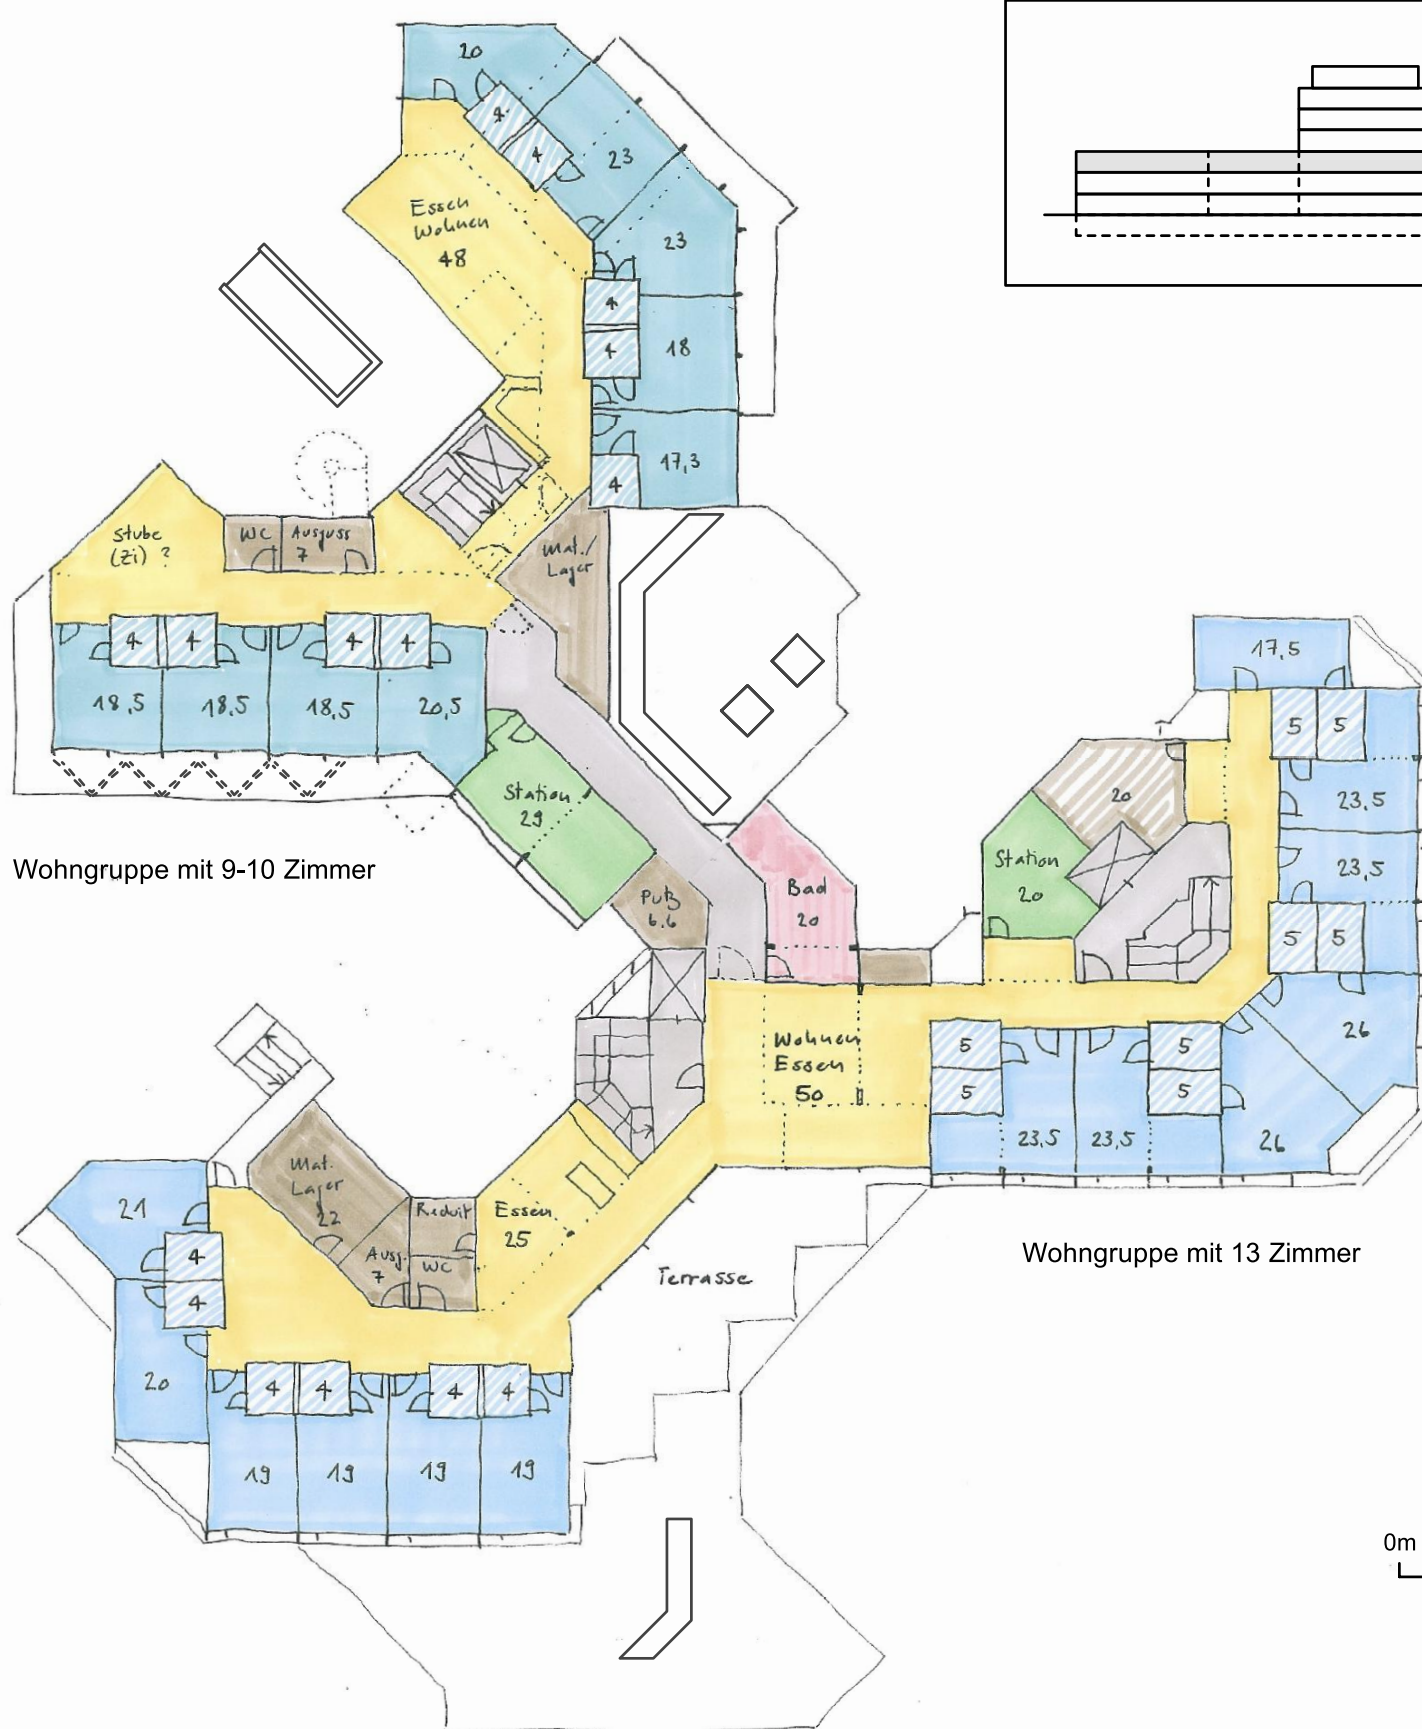 20
4
4
23
Essen
Wohnen
48
23
4
4
18
17,3
4
Stube
(Zi) ?
WC
Ausguss
7
Mat./
Lager
4
4
4
4
18,5
18,5
18,5
20,5
Station
29
Wohngruppe mit 9-10 Zimmer
Putz
6.6
Bad
20
17,5
5
5
20
23,5
Station
20
23,5
5
5
Wohnen
Essen
50
5
5
5
5
26
23,5
23,5
26
Wohngruppe mit 13 Zimmer
Mat.
Lager
22
Reduit
Essen
25
Ausg.
7
WC
21
4
4
Terrasse
20
4
4
4
4
19
19
19
19
0m